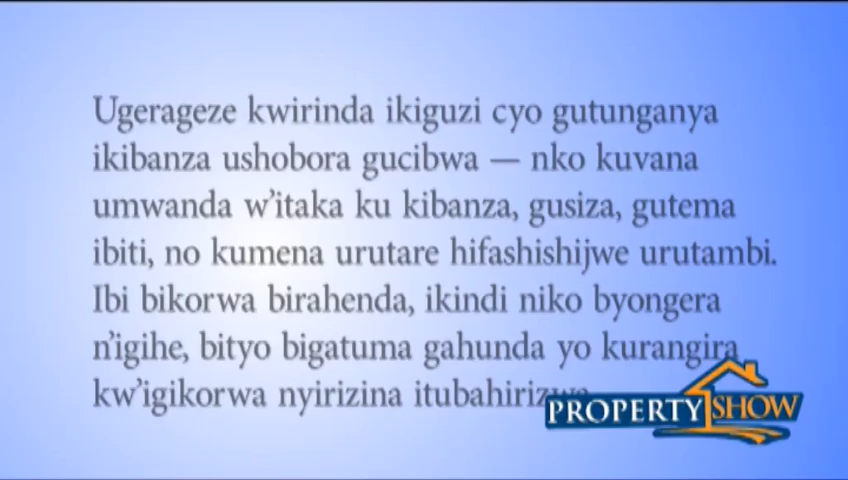 Ugerageze kwirinda ikiguzi cyo gutunganya
ikibanza ushobora gucibwa — nko kuvana
umwanda w’itaka ku kibanza, gusiza, gutema
ibiti, no kumena urutare hifashishijwe urutambi.
Ibi bikorwa birahenda, ikindi niko byongera
n’igihe, bityo bigatuma gahunda yo kurangira
kw’igikorwa nyirizina
PROPERTY SHOW